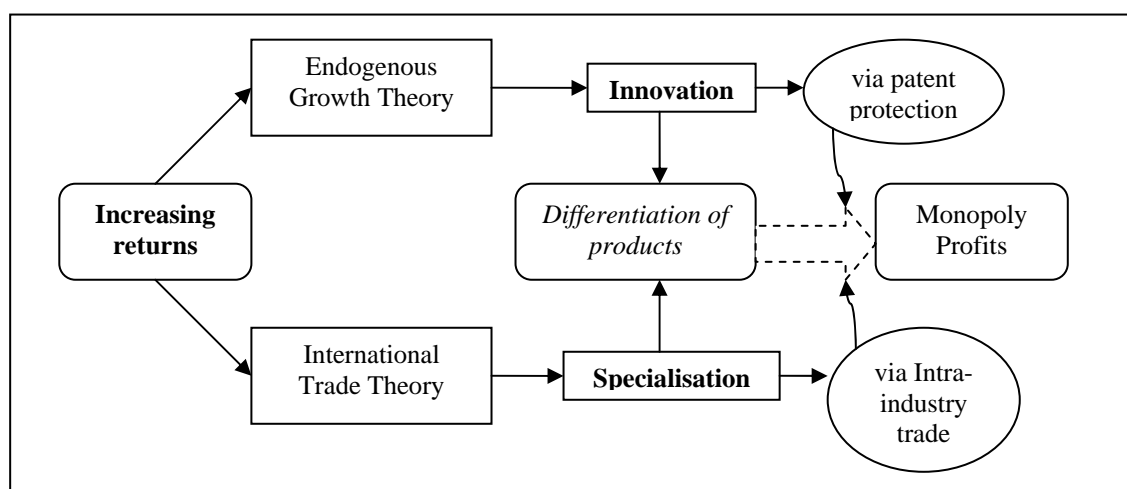 Endogenous
Growth Theory
Innovation
via patent
protection
Increasing
returns
Differentiation of
products
Monopoly
Profits
International
Trade Theory
Specialisation
via Intra-
industry
trade